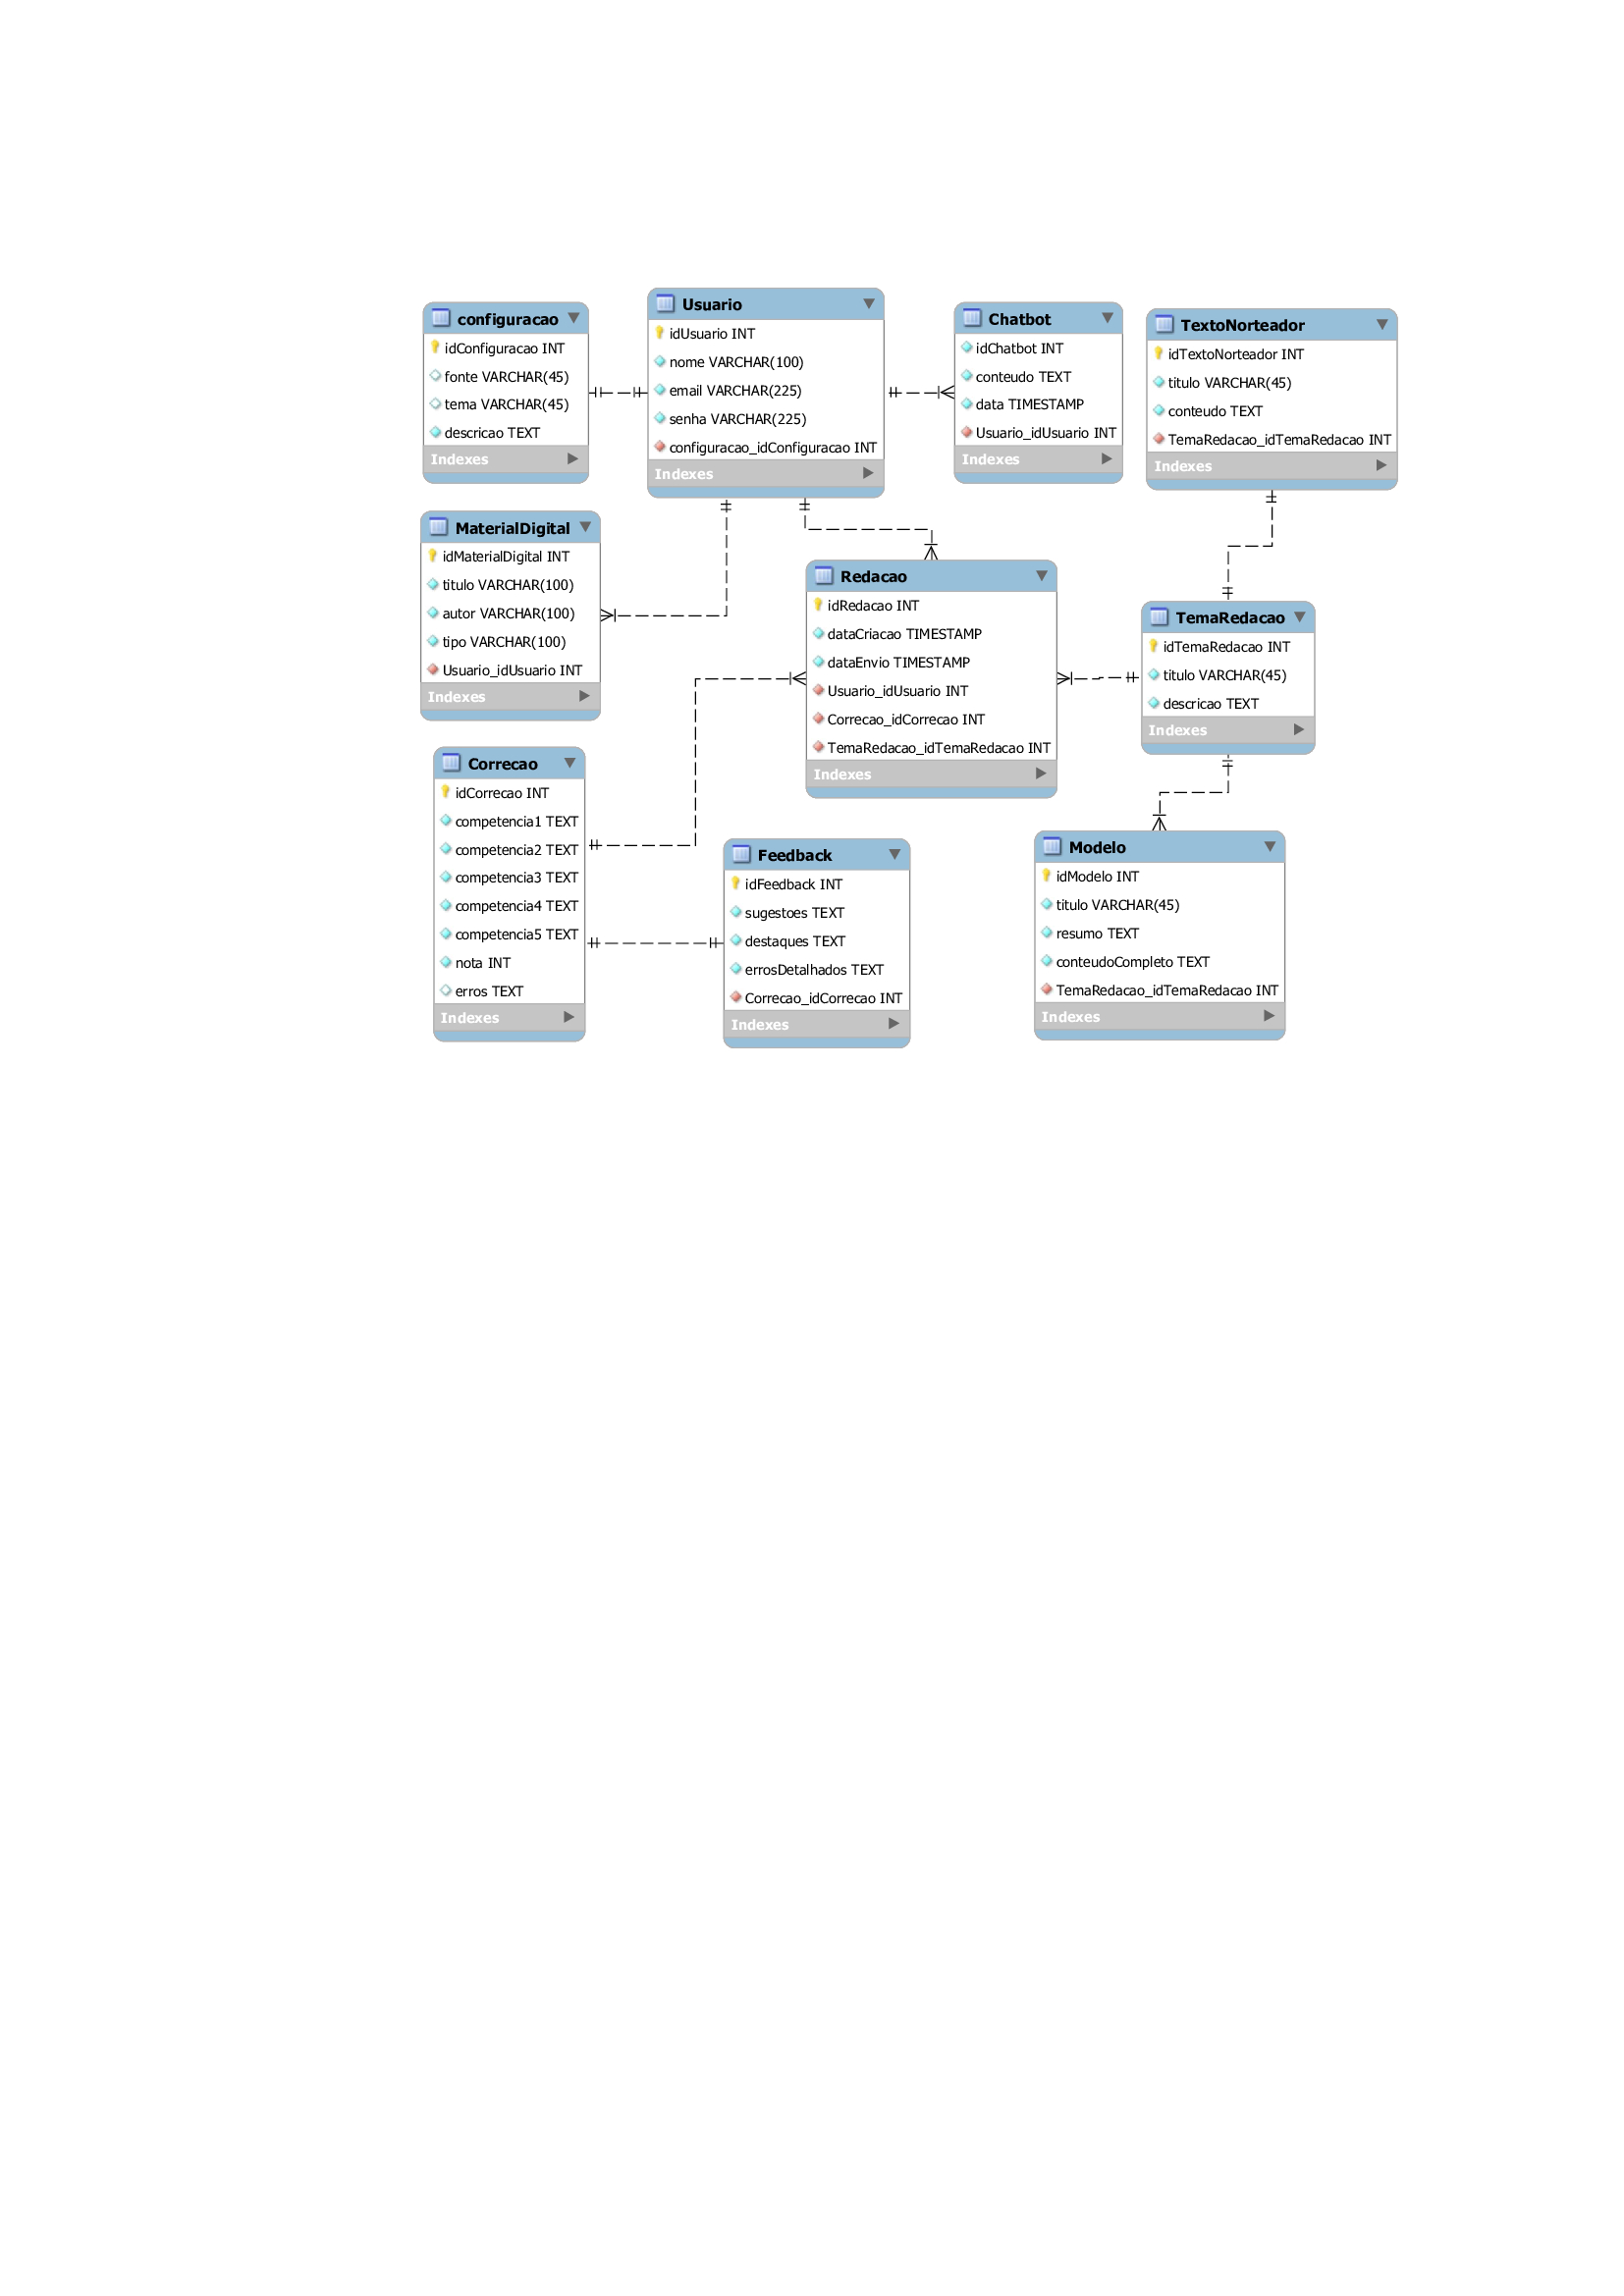 configuracao
idConfiguracao INT
fonte VARCHAR(45)
tema VARCHAR(45)
descricao TEXT
Indexes
Usuario
idUsuario INT
nome VARCHAR(100)
email VARCHAR(225)
senha VARCHAR(225)
configuracao_idConfiguracao INT
Indexes
Chatbot
idChatbot INT
conteudo TEXT
data TIMESTAMP
Usuario_idUsuario INT
Indexes
TextoNorteador
idTextoNorteador INT
titulo VARCHAR(45)
conteudo TEXT
TemaRedacao_idTemaRedacao INT
Indexes
MaterialDigital
idMaterialDigital INT
titulo VARCHAR(100)
autor VARCHAR(100)
tipo VARCHAR(100)
Usuario_idUsuario INT
Indexes
Redacao
idRedacao INT
dataCriacao TIMESTAMP
dataEnvio TIMESTAMP
Usuario_idUsuario INT
Correcao_idCorrecao INT
TemaRedacao_idTemaRedacao INT
Indexes
TemaRedacao
idTemaRedacao INT
titulo VARCHAR(45)
descricao TEXT
Indexes
Correcao
idCorrecao INT
competencia1 TEXT
competencia2 TEXT
competencia3 TEXT
competencia4 TEXT
competencia5 TEXT
nota INT
erros TEXT
Indexes
Feedback
idFeedback INT
sugestoes TEXT
destaques TEXT
errosDetalhados TEXT
Correcao_idCorrecao INT
Indexes
Modelo
idModelo INT
titulo VARCHAR(45)
resumo TEXT
conteudoCompleto TEXT
TemaRedacao_idTemaRedacao INT
Indexes